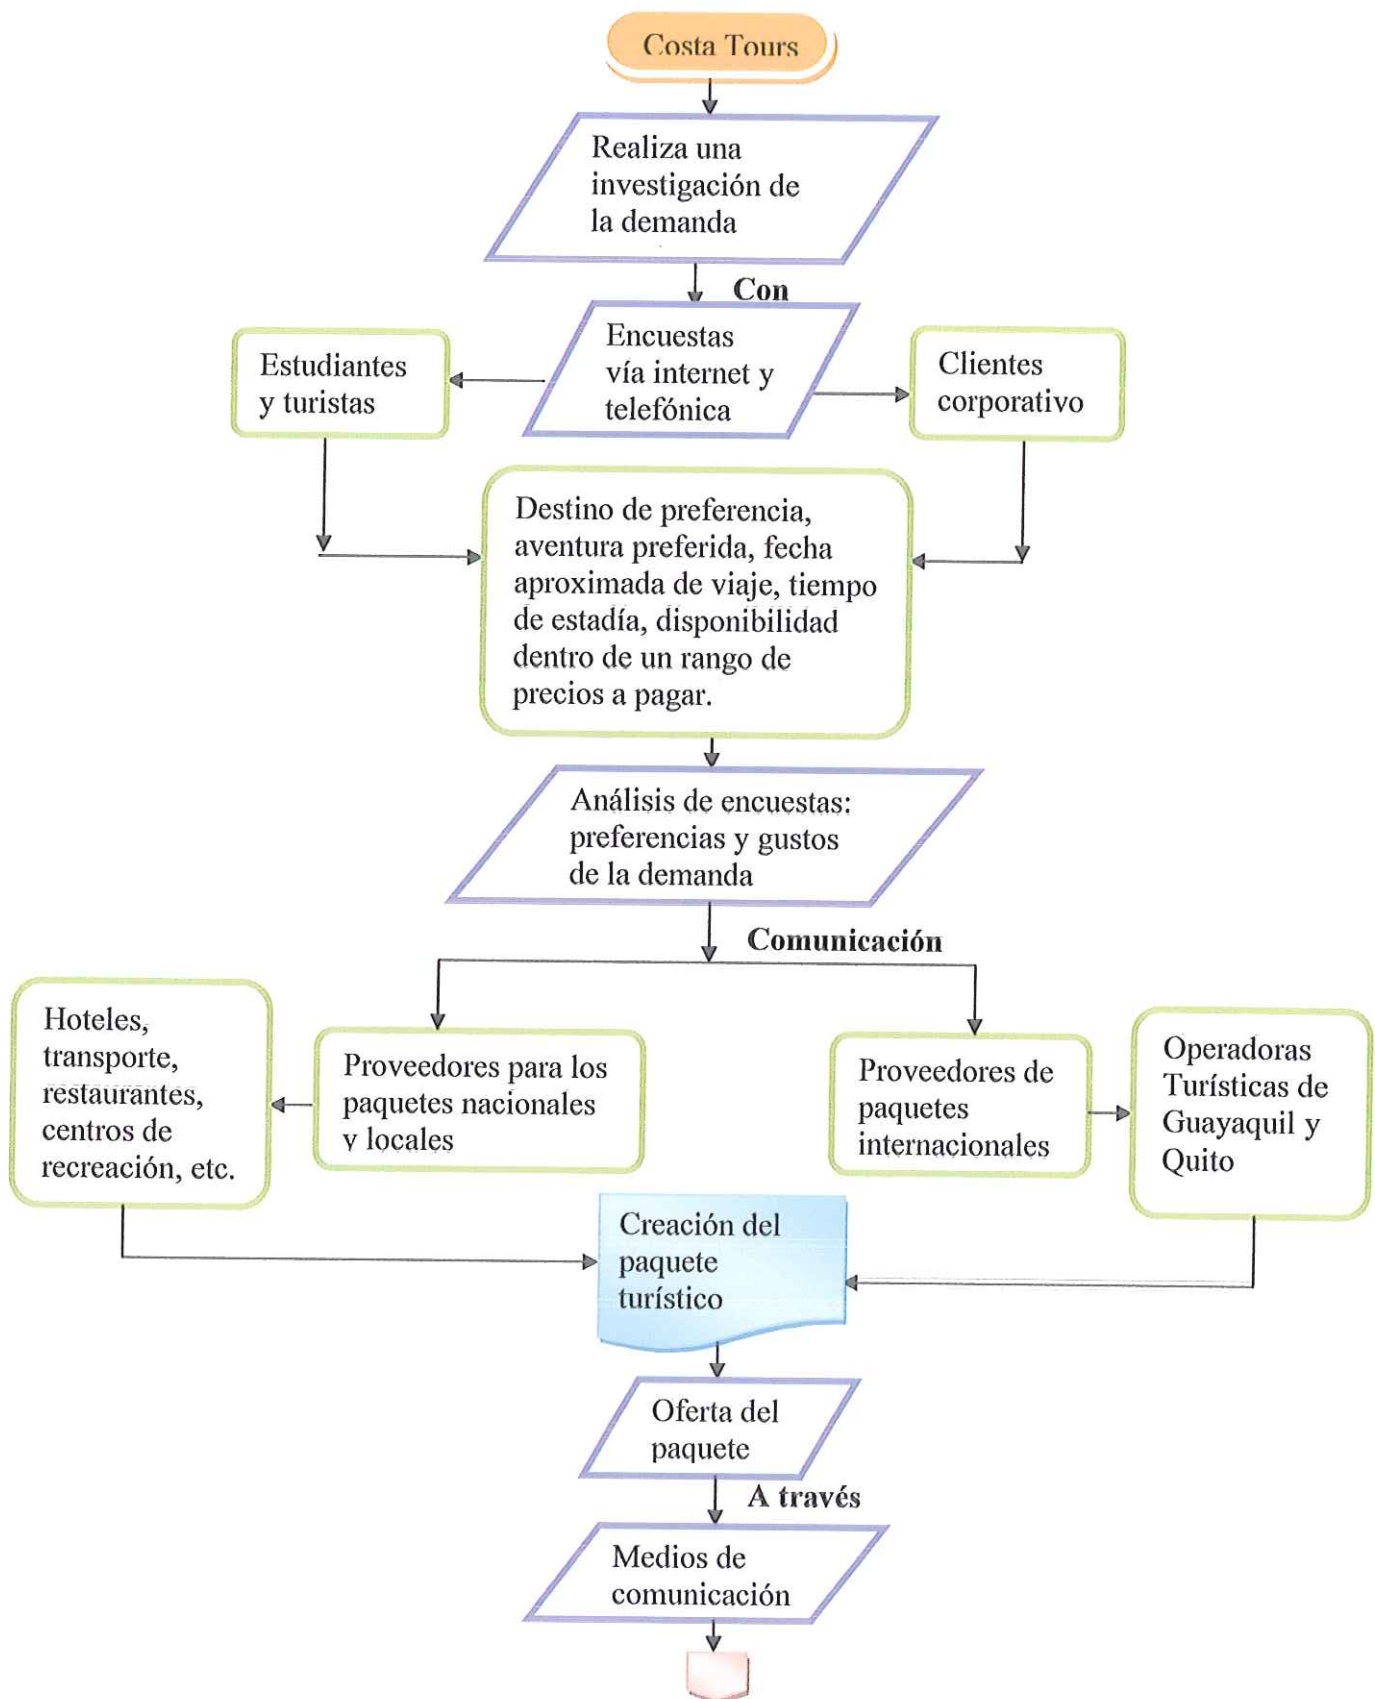 Costa Tours
Realiza una
investigación de
la demanda
Con
Encuestas
vía internet y
telefónica
Estudiantes
y turistas
Clientes
corporativo
Destino de preferencia,
aventura preferida, fecha
aproximada de viaje, tiempo
de estadía, disponibilidad
dentro de un rango de
precios a pagar.
Análisis de encuestas:
preferencias y gustos
de la demanda
Comunicación
Hoteles,
transporte,
restaurantes,
centros de
recreación, etc.
Proveedores para los
paquetes nacionales
y locales
Proveedores de
paquetes
internacionales
Operadoras
Turísticas de
Guayaquil y
Quito
Creación del
paquete
turístico
Oferta del
paquete
A través
Medios de
comunicación